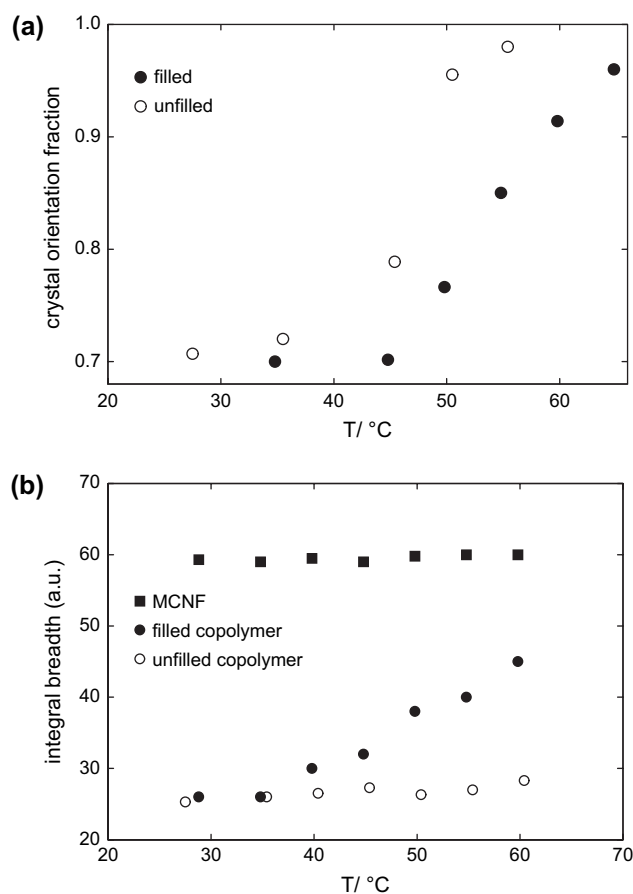 (a)
1.0
0.9
0.8
0.7
crystal orientation fraction
filled
unfilled
20 30 40 50 60
T/ °C
(b)
70
60
50
40
30
20
integral breadth (a.u.)
MCNF
filled copolymer
unfilled copolymer
20 30 40 50 60 70
T/ °C